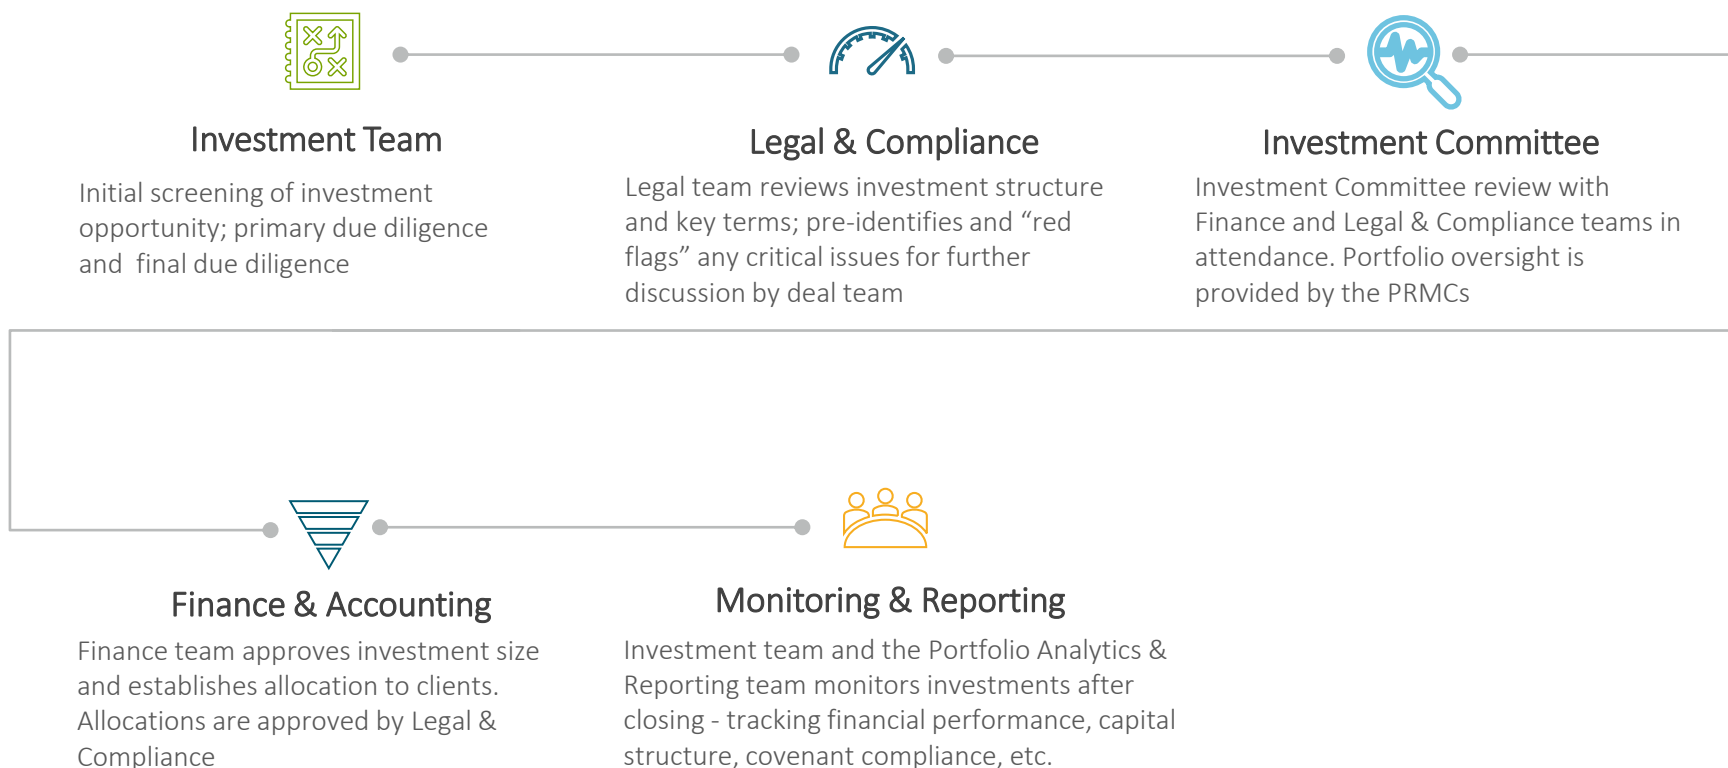 Investment Team
Initial screening of investment
opportunity; primary due diligence
and  final due diligence
Legal & Compliance
Legal team reviews investment structure
and key terms; pre-identifies and “red
flags” any critical issues for further
discussion by deal team
Investment Committee
Investment Committee review with
Finance and Legal & Compliance teams in
attendance. Portfolio oversight is
provided by the PRMCs
Finance & Accounting
Finance team approves investment size
and establishes allocation to clients.
Allocations are approved by Legal &
Compliance
Monitoring & Reporting
Investment team and the Portfolio Analytics &
Reporting team monitors investments after
closing - tracking financial performance, capital
structure, covenant compliance, etc.